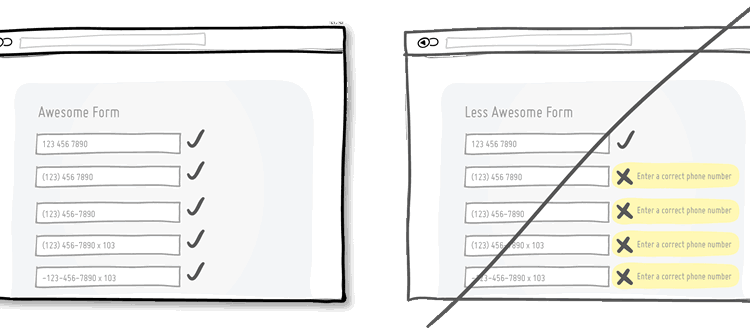 Awesome Form
123 456 7890
(123) 456 7890
(123) 456-7890
(123) 456-7890 x 103
-123-456-7890 x 103
Less Awesome Form
123 456 7890
(123) 456 7890 Enter a correct phone number
(123) 456-7890 Enter a correct phone number
(123) 456-7890 x 103 Enter a correct phone number
-123-456-7890 x 103 Enter a correct phone number